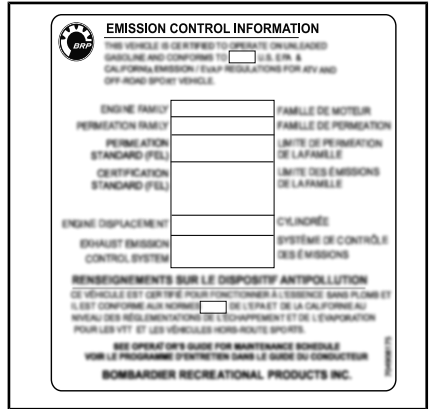 EMISSION CONTROL INFORMATION
BRP
THIS VEHICLE IS CERTIFIED TO OPERATE ON UNLEADED
GASOLINE AND CONFORMS TO U.S. EPA &
CALIFORNIA EMISSION / EVAP REGULATIONS FOR ATV AND
OFF-ROAD SPORT VEHICLE.
ENGINE FAMILY FAMILLE DE MOTEUR
PERMEATION FAMILY FAMILLE DE PERMEATION
PERMEATION LIMITE DE PERMEATION
STANDARD (FEL) DE LA FAMILLE
CERTIFICATION LIMITE DES ÉMISSIONS
STANDARD (FEL) DE LA FAMILLE
ENGINE DISPLACEMENT CYLINDRÉE
EXHAUST EMISSION SYSTÈME DE CONTRÔLE
CONTROL SYSTEM DES ÉMISSIONS
RENSEIGNEMENTS SUR LE DISPOSITIF ANTIPOLLUTION
CE VÉHICULE EST CERTIFIÉ POUR FONCTIONNER À L'ESSENCE SANS PLOMB ET
IL EST CONFORME AUX NORMES DE L'EPA ET DE LA CALIFORNIE AU
NIVEAU DES RÉGLEMENTATIONS DE L'ÉCHAPPEMENT ET DE L'ÉVAPORATION
POUR LES VTT ET LES VÉHICULES HORS-ROUTE SPORTS.
SEE OPERATOR'S GUIDE FOR MAINTENANCE SCHEDULE
VOIR LE PROGRAMME D'ENTRETIEN DANS LE GUIDE DU CONDUCTEUR
BOMBARDIER RECREATIONAL PRODUCTS INC.